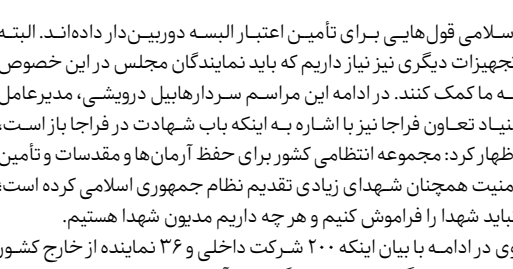 سلامی قول‌هایی برای تأمین اعتبار البسه دوربین‌دار داده‌اند. البته
تجهیزات دیگری نیز نیاز داریم که باید نمایندگان مجلس در این خصوص
به ما کمک کنند. در ادامه این مراسم سردار هابیل درویشی، مدیرعامل
بنیاد تعاون فراجا نیز با اشاره به اینکه باب شهادت در فراجا باز است،
اظهار کرد: مجموعه انتظامی کشور برای حفظ آرمان‌ها و مقدسات و تأمین
امنیت همچنان شهدای زیادی تقدیم نظام جمهوری اسلامی کرده است؛
نباید شهدا را فراموش کنیم و هر چه داریم مدیون شهدا هستیم.
وی در ادامه با بیان اینکه ۲۰۰ شرکت داخلی و ۳۶ نماینده از خارج کشور